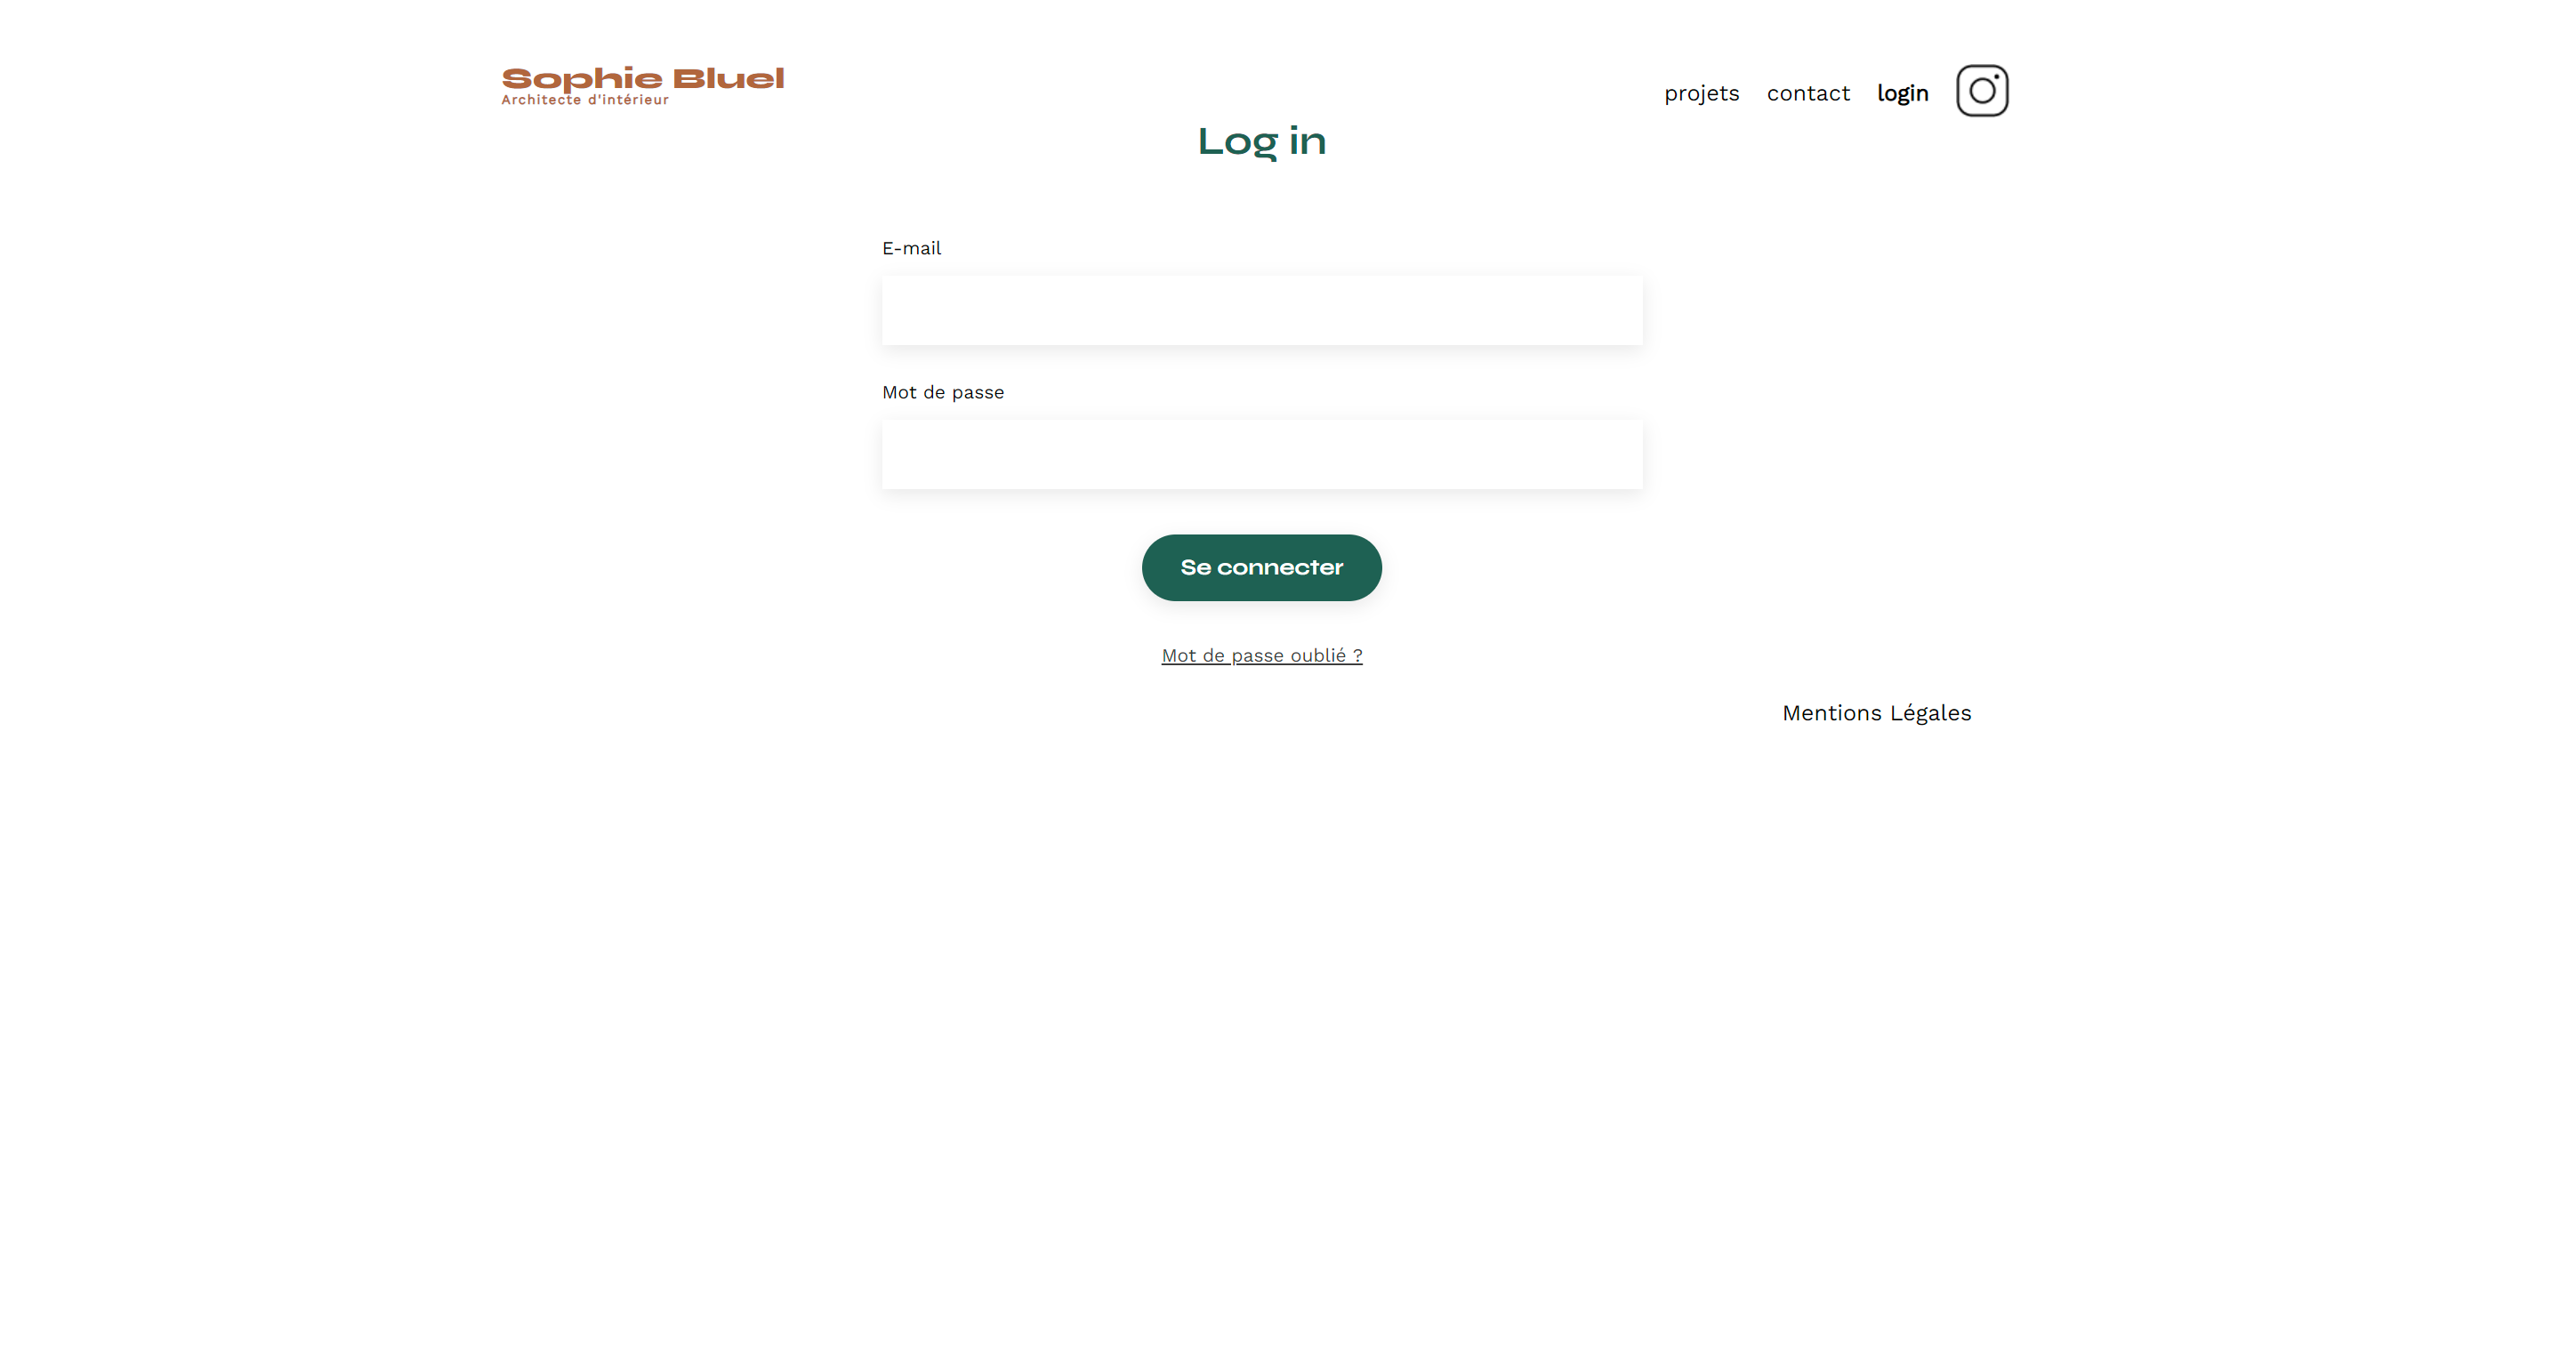 Sophie Bluel
Architecte d'intérieur
projets contact login
Log in
E-mail
Mot de passe
Se connecter
Mot de passe oublié ?
Mentions Légales